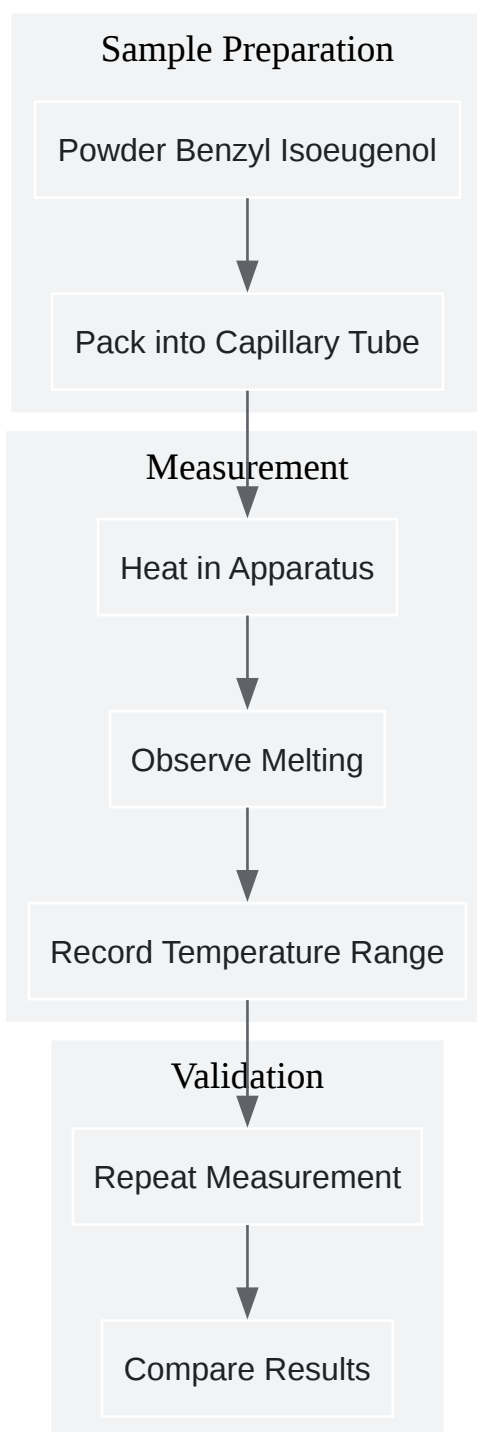 Sample Preparation
Powder Benzyl Isoeugenol
Pack into Capillary Tube
Measurement
Heat in Apparatus
Observe Melting
Record Temperature Range
Validation
Repeat Measurement
Compare Results